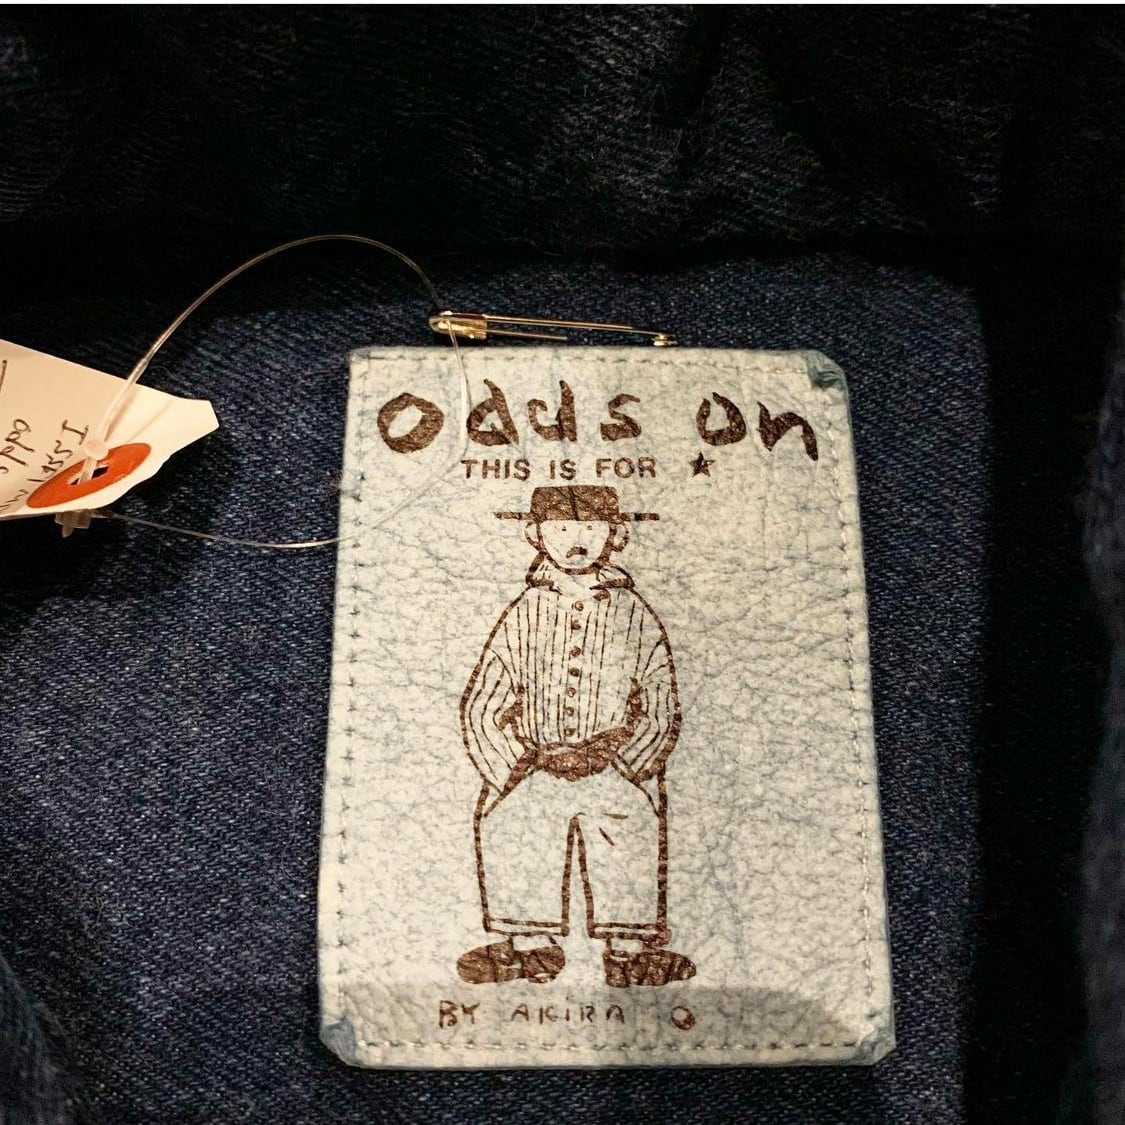 odds on
THIS IS FOR ★
BY AKIRA